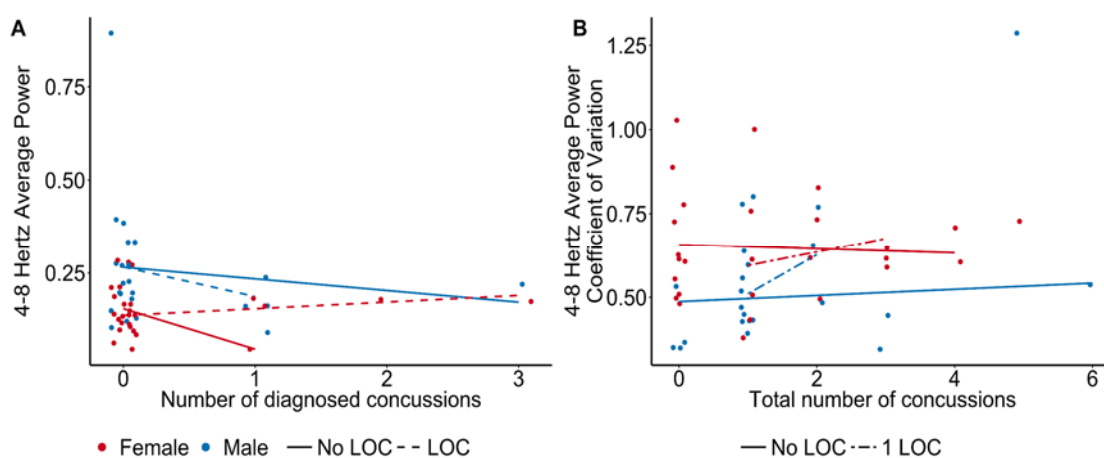 A
4-8 Hertz Average Power
0.75
0.50
0.25
0
1
2
3
Number of diagnosed concussions
B
4-8 Hertz Average Power
Coefficient of Variation
1.25
1.00
0.75
0.50
0
2
4
6
Total number of concussions
Female Male No LOC LOC
No LOC 1 LOC